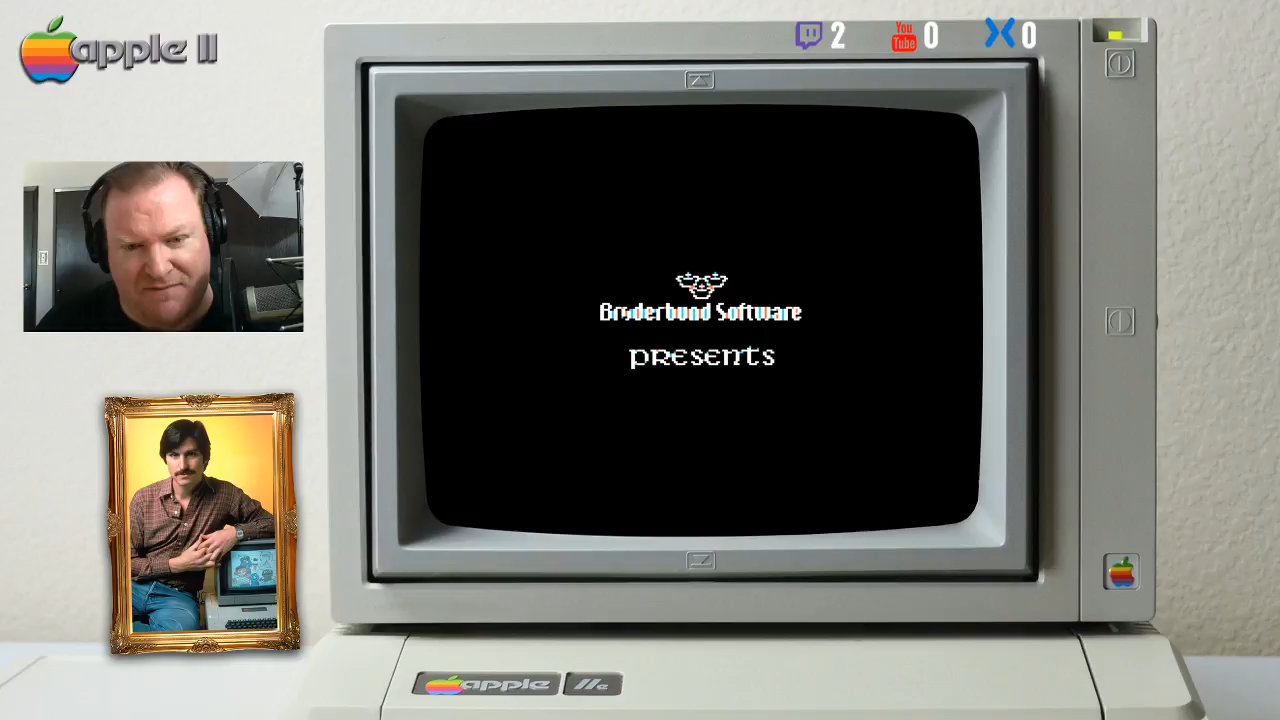 apple II
2
You
Tube
0
0
Brøderbund Software
presents
apple
//e